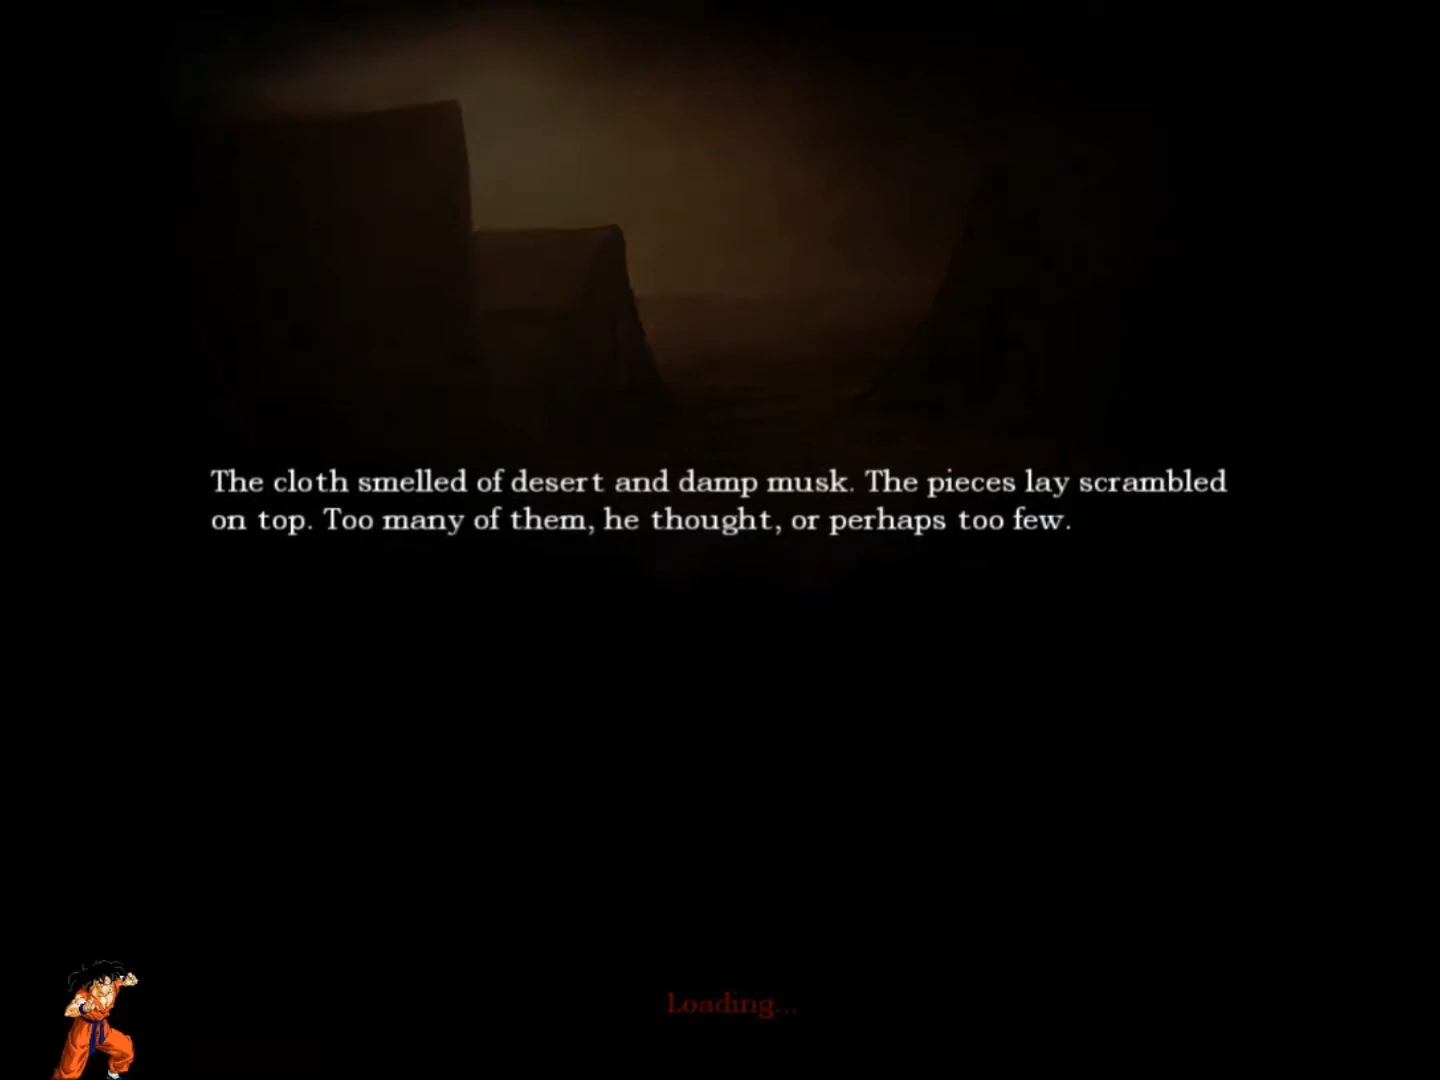 The cloth smelled of desert and damp musk. The pieces lay scrambled
on top. Too many of them, he thought, or perhaps too few.
Loading...